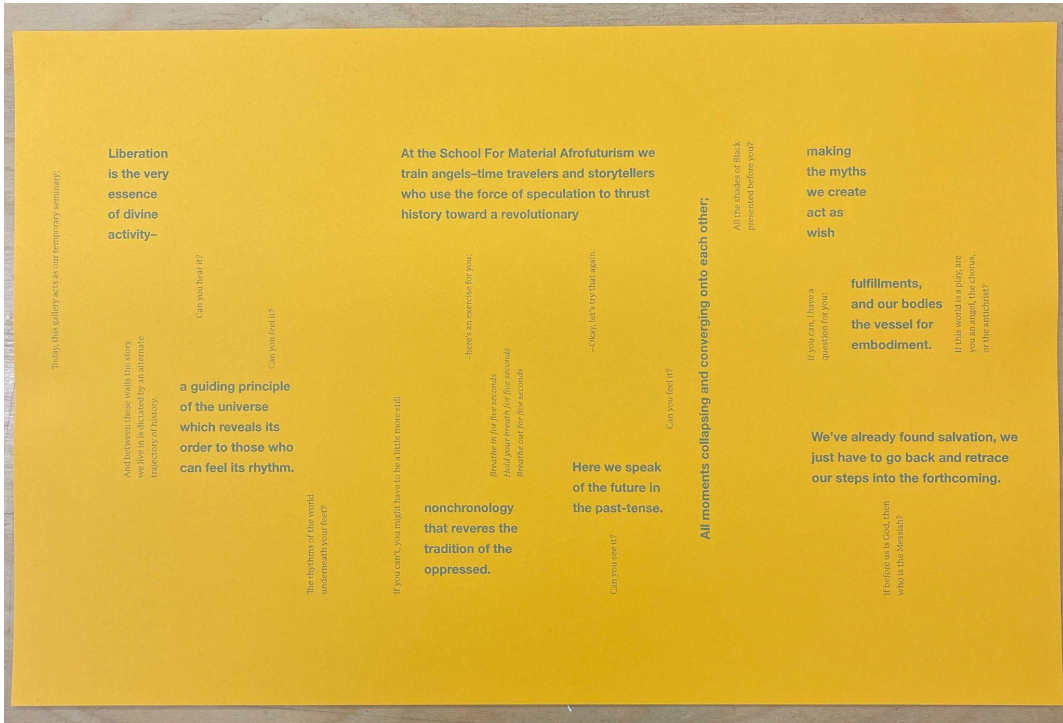 Today, this gallery acts as our temporary seminary.
Liberation
is the very
essence
of divine
activity–
And between these walls the story
we live in is dictated by an alternate
trajectory of history.
Can you hear it?
Can you feel it?
a guiding principle
of the universe
which reveals its
order to those who
can feel its rhythm.
The rhythms of the world
underneath your feet?
If you can't, you might have to be a little more still
At the School For Material Afrofuturism we
train angels–time travelers and storytellers
who use the force of speculation to thrust
history toward a revolutionary
–here's an exercise for you:
Breathe in for five seconds
Hold your breath for five seconds
Breathe out for five seconds
nonchronology
that reveres the
tradition of the
oppressed.
–Okay, let's try that again.
Here we speak
of the future in
the past-tense.
Can you see it?
Can you feel it?
All moments collapsing and converging onto each other;
All the shades of Black
presented before you?
making
the myths
we create
act as
wish
If you can, I have a
question for you:
fulfillments,
and our bodies
the vessel for
embodiment.
If this world is a play, are
you an angel, the chorus,
or the antichrist?
We've already found salvation, we
just have to go back and retrace
our steps into the forthcoming.
If before us is God, then
who is the Messiah?